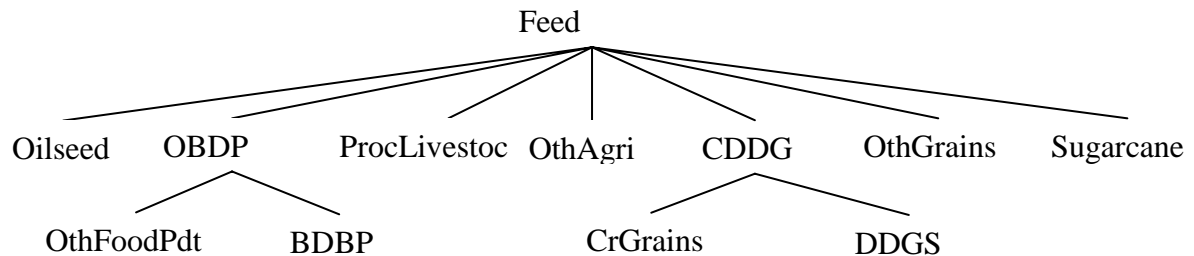 Feed
Oilseed OBDP ProcLivestoc OthAgri CDDG OthGrains Sugarcane
OthFoodPdt BDBP CrGrains DDGS